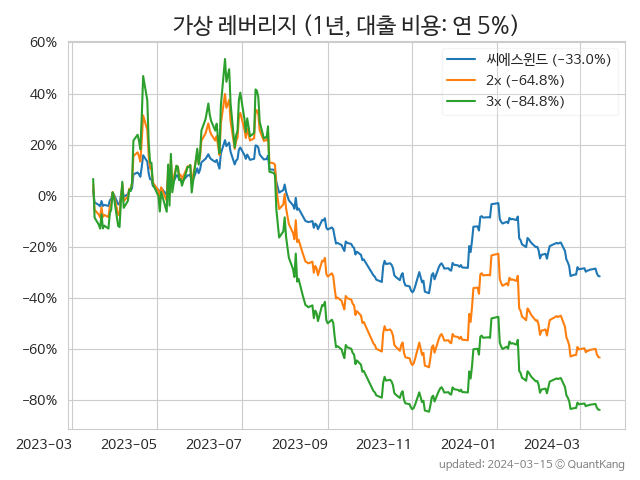 가상 레버리지 (1년, 대출 비용: 연 5%)
씨에스윈드 (-33.0%)
2x (-64.8%)
3x (-84.8%)
60%
40%
20%
0%
-20%
-40%
-60%
-80%
2023-03 2023-05 2023-07 2023-09 2023-11 2024-01 2024-03
updated: 2024-03-15 © QuantKang